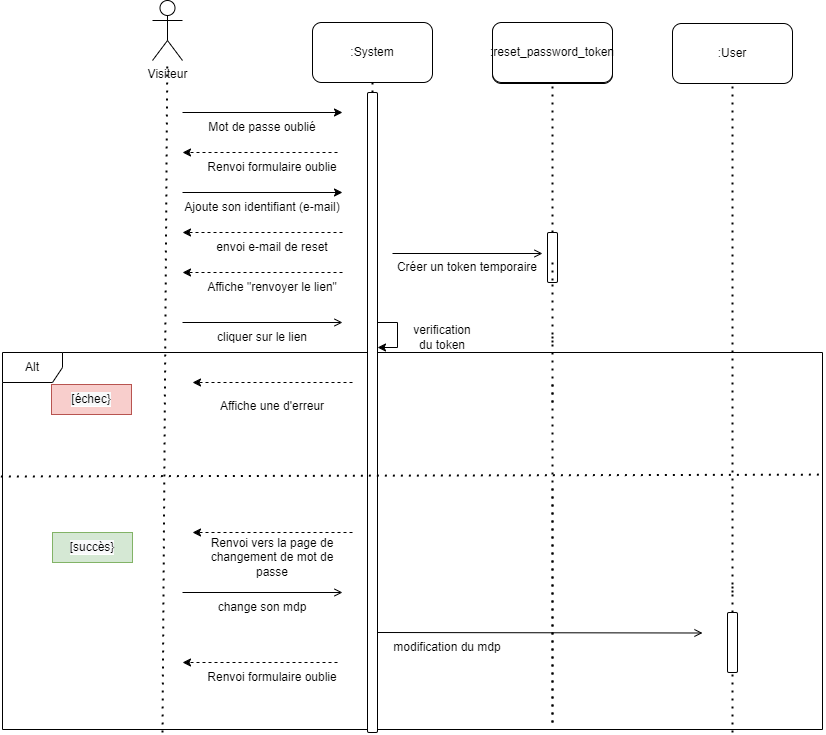 Visiteur
:System
:reset_password_token
:User
Mot de passe oublié
Renvoi formulaire oublie
Ajoute son identifiant (e-mail)
envoi e-mail de reset
Créer un token temporaire
Affiche "renvoyer le lien"
cliquer sur le lien
verification
du token
Alt
[échec}
Affiche une d'erreur
[succès}
Renvoi vers la page de
changement de mot de
passe
change son mdp
modification du mdp
Renvoi formulaire oublie